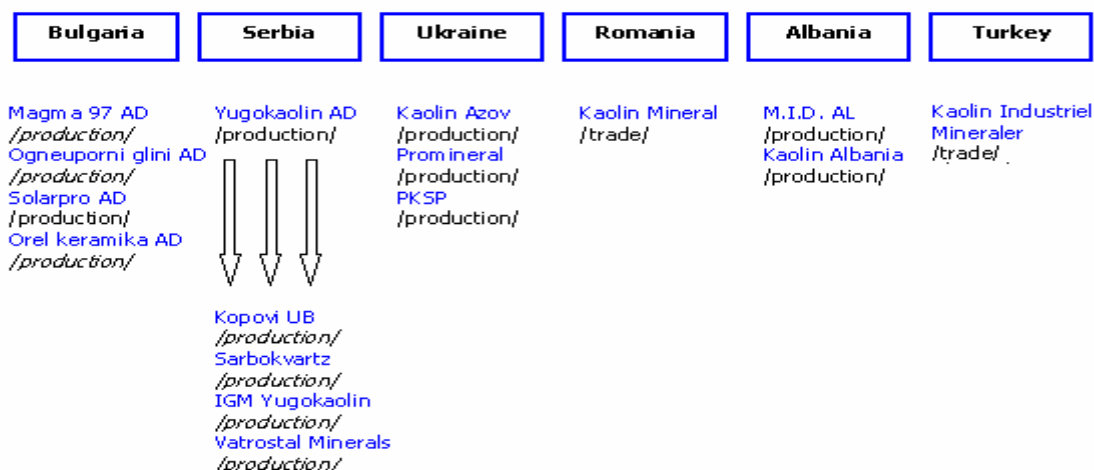 Bulgaria
Serbia
Ukraine
Romania
Albania
Turkey
Magma 97 AD
/production/
Ogneuporni glini AD
/production/
Solarpro AD
/production/
Orel keramika AD
/production/
Yugokaolin AD
/production/
Kopovi UB
/production/
Sarbokvartz
/production/
IGM Yugokaolin
/production/
Vatrostal Minerals
/production/
Kaolin Azov
/production/
Promineral
/production/
PKSP
/production/
Kaolin Mineral
/trade/
M.I.D. AL
/production/
Kaolin Albania
/production/
Kaolin Industriel
Mineraler
/trade/